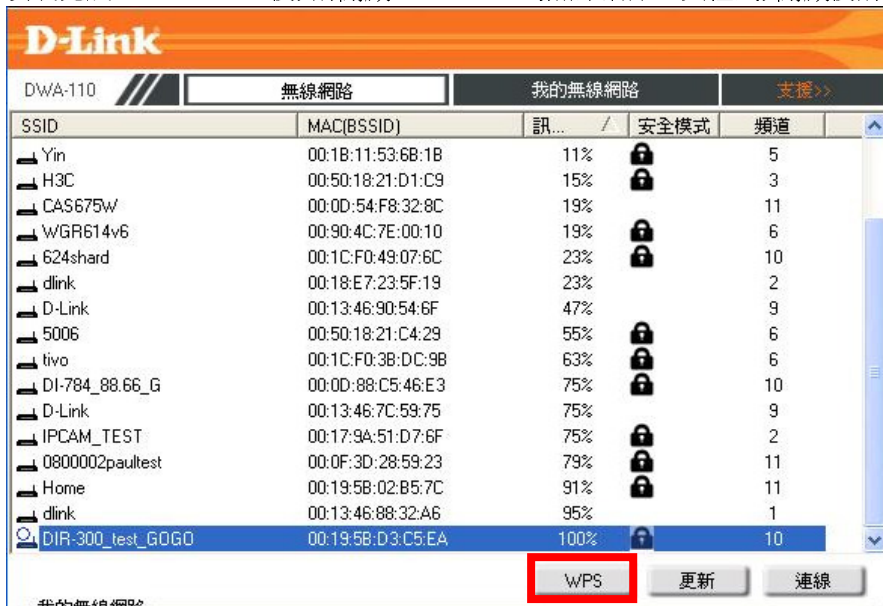 D-Link
DWA-110 無線網路 我的無線網路 支援>>
SSID MAC(BSSID) 訊... 安全模式 頻道
Yin 00:1B:11:53:6B:1B 11% 5
H3C 00:50:18:21:D1:C9 15% 3
CAS675W 00:0D:54:F8:32:8C 19% 11
WGR614v6 00:90:4C:7E:00:10 19% 6
624shard 00:1C:F0:49:07:6C 23% 10
dlink 00:18:E7:23:5F:19 23% 2
D-Link 00:13:46:90:54:6F 47% 9
5006 00:50:18:21:C4:29 55% 6
tivo 00:1C:F0:3B:DC:9B 63% 6
DI-784_88.66_G 00:0D:88:C5:46:E3 75% 10
D-Link 00:13:46:7C:59:75 75% 9
IPCAM_TEST 00:17:9A:51:D7:6F 75% 2
0800002paultest 00:0F:3D:28:59:23 79% 11
Home 00:19:5B:02:B5:7C 91% 11
dlink 00:13:46:88:32:A6 95% 1
DIR-300_test_GOGO 00:19:5B:D3:C5:EA 100% 10
WPS 更新 連線
我的無線網路